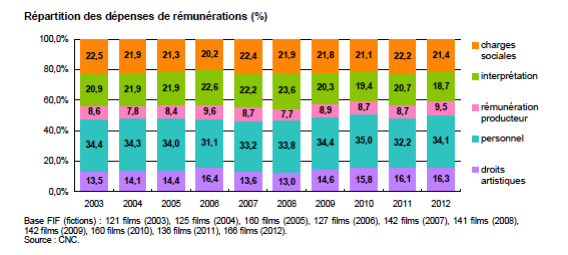 Répartition des dépenses de rémunérations (%)
100,0%
80,0%
60,0%
40,0%
20,0%
0,0%
22,5 21,9 21,3 20,2 22,4 21,9 21,8 21,1 22,2 21,4
20,9 21,9 21,9 22,6 22,2 23,6 20,3 19,4 20,7 18,7
8,6 7,8 8,4 9,6 8,7 7,7 8,9 8,7 8,7 9,5
34,4 34,3 34,0 31,1 33,2 33,8 34,4 35,0 32,2 34,1
13,5 14,1 14,4 16,4 13,6 13,0 14,6 15,8 16,1 16,3
2003 2004 2005 2006 2007 2008 2009 2010 2011 2012
charges
sociales
interprétation
rémunération
producteur
personnel
droits
artistiques
Base FIF (fictions) : 121 films (2003), 125 films (2004), 160 films (2005), 127 films (2006), 142 films (2007), 141 films (2008),
142 films (2009), 160 films (2010), 136 films (2011), 166 films (2012).
Source : CNC.